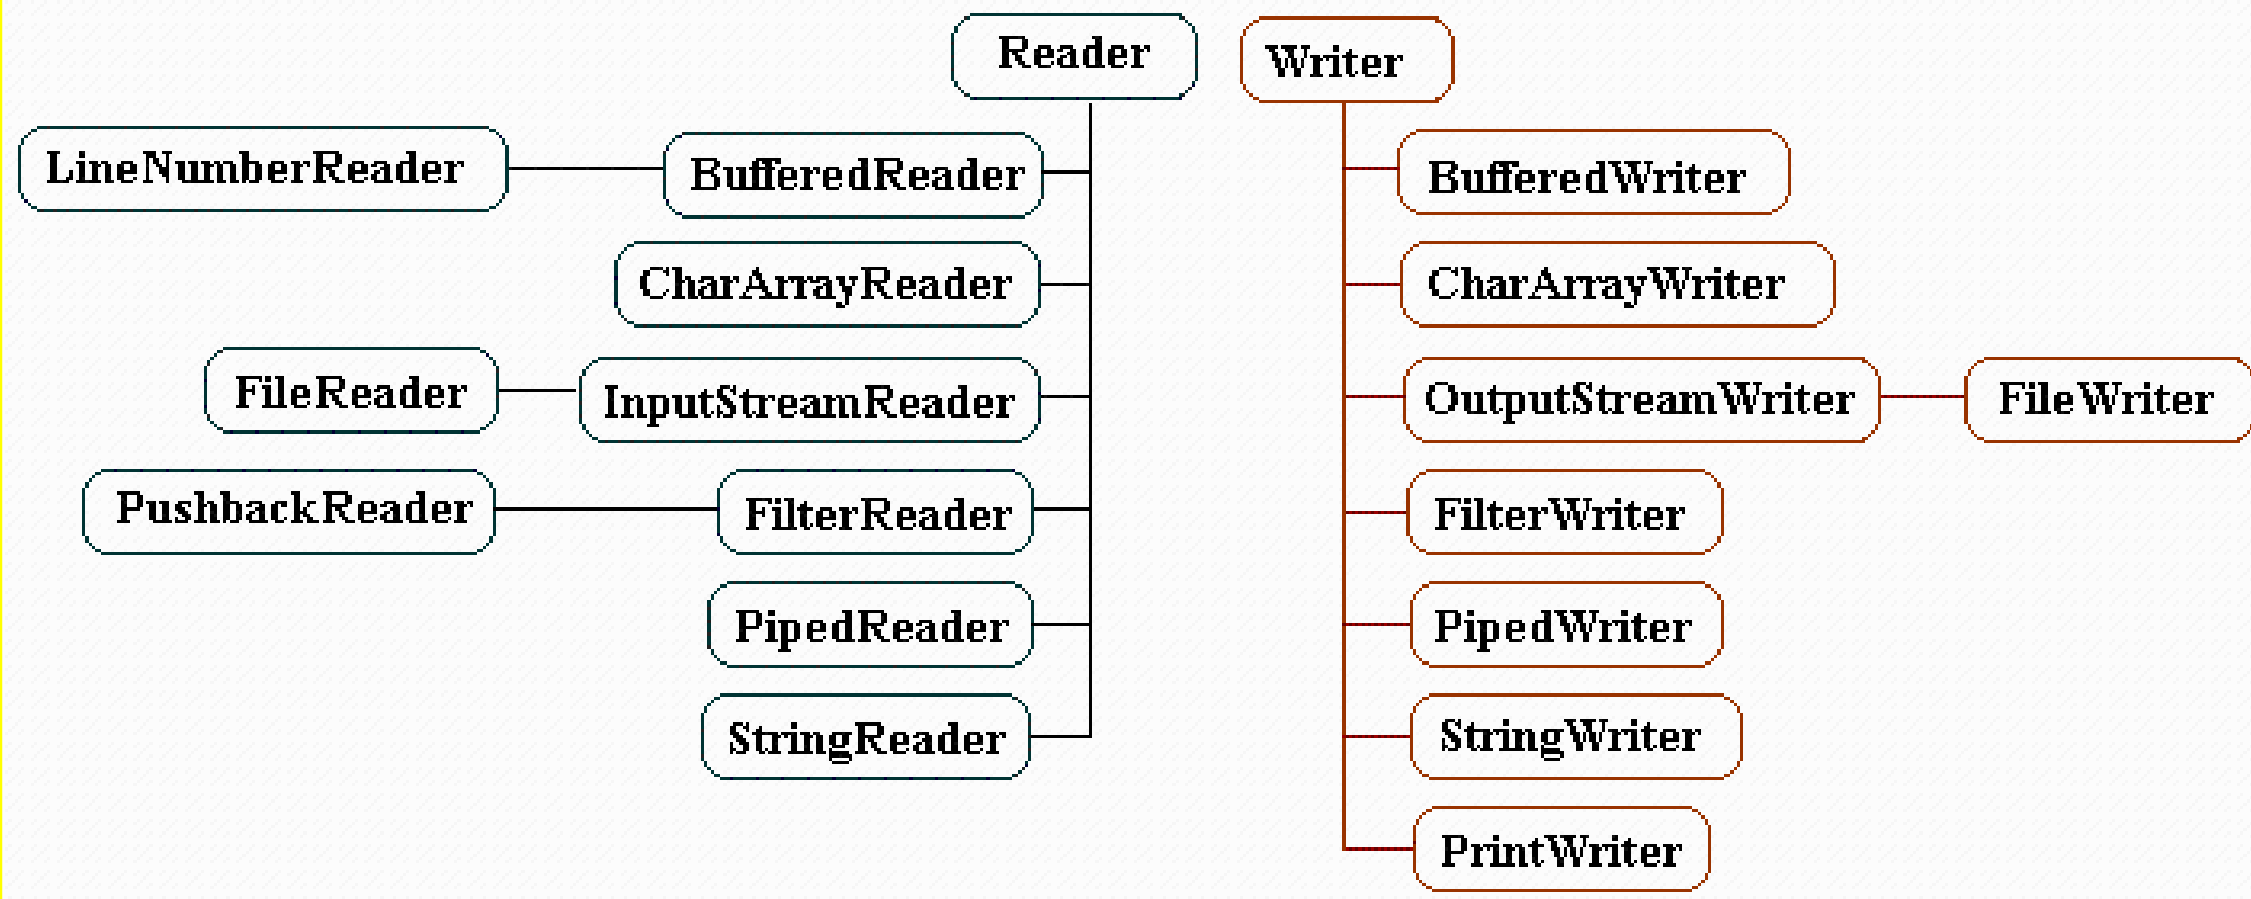 Reader
Writer
LineNumberReader
BufferedReader
BufferedWriter
CharArrayReader
CharArrayWriter
FileReader
InputStreamReader
OutputStreamWriter
FileWriter
PushbackReader
FilterReader
FilterWriter
PipedReader
PipedWriter
StringReader
StringWriter
PrintWriter